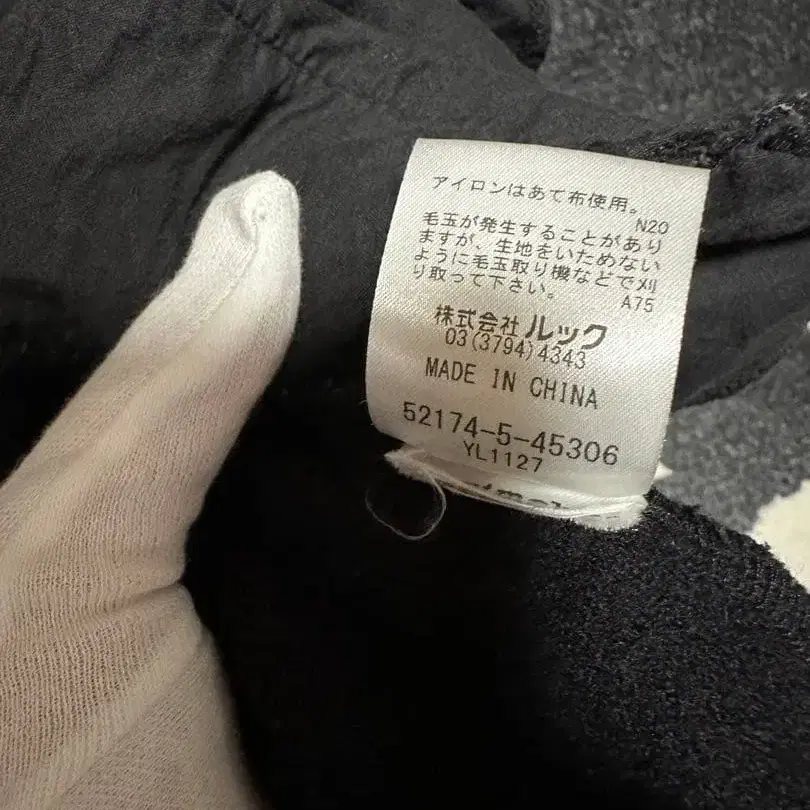 アイロンはあて布使用。
N20
毛玉が発生することがあり
ますが、生地をいためない
ように毛玉取り機などで刈
り取って下さい。
A75
株式会社 ルック
03(3794)4343
MADE IN CHINA
52174-5-45306
YL1127